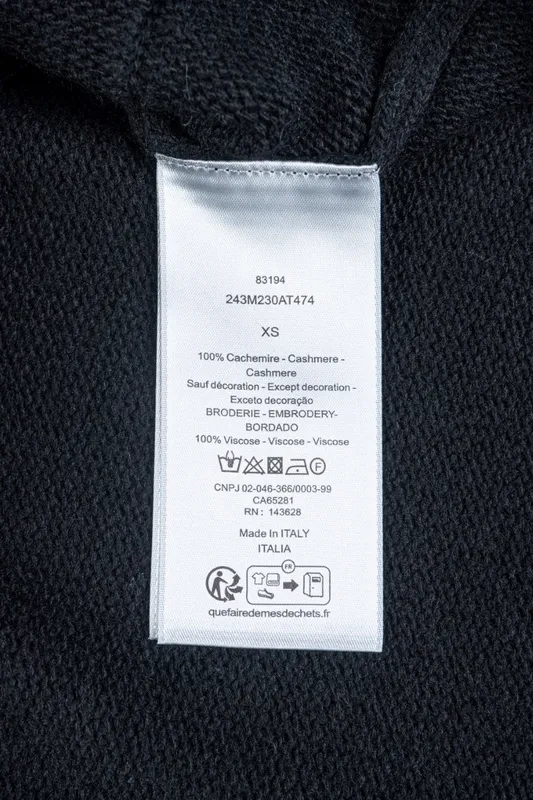 83194
243M230AT474
XS
100% Cachemire - Cashmere -
Cashmere
Sauf décoration - Except decoration -
Exceto decoração
BRODERIE - EMBRODERY-
BORDADO
100% Viscose - Viscose - Viscose
F
CNPJ 02-046-366/0003-99
CA65281
RN : 143628
Made In ITALY
ITALIA
FR
quefairedemesdechets.fr